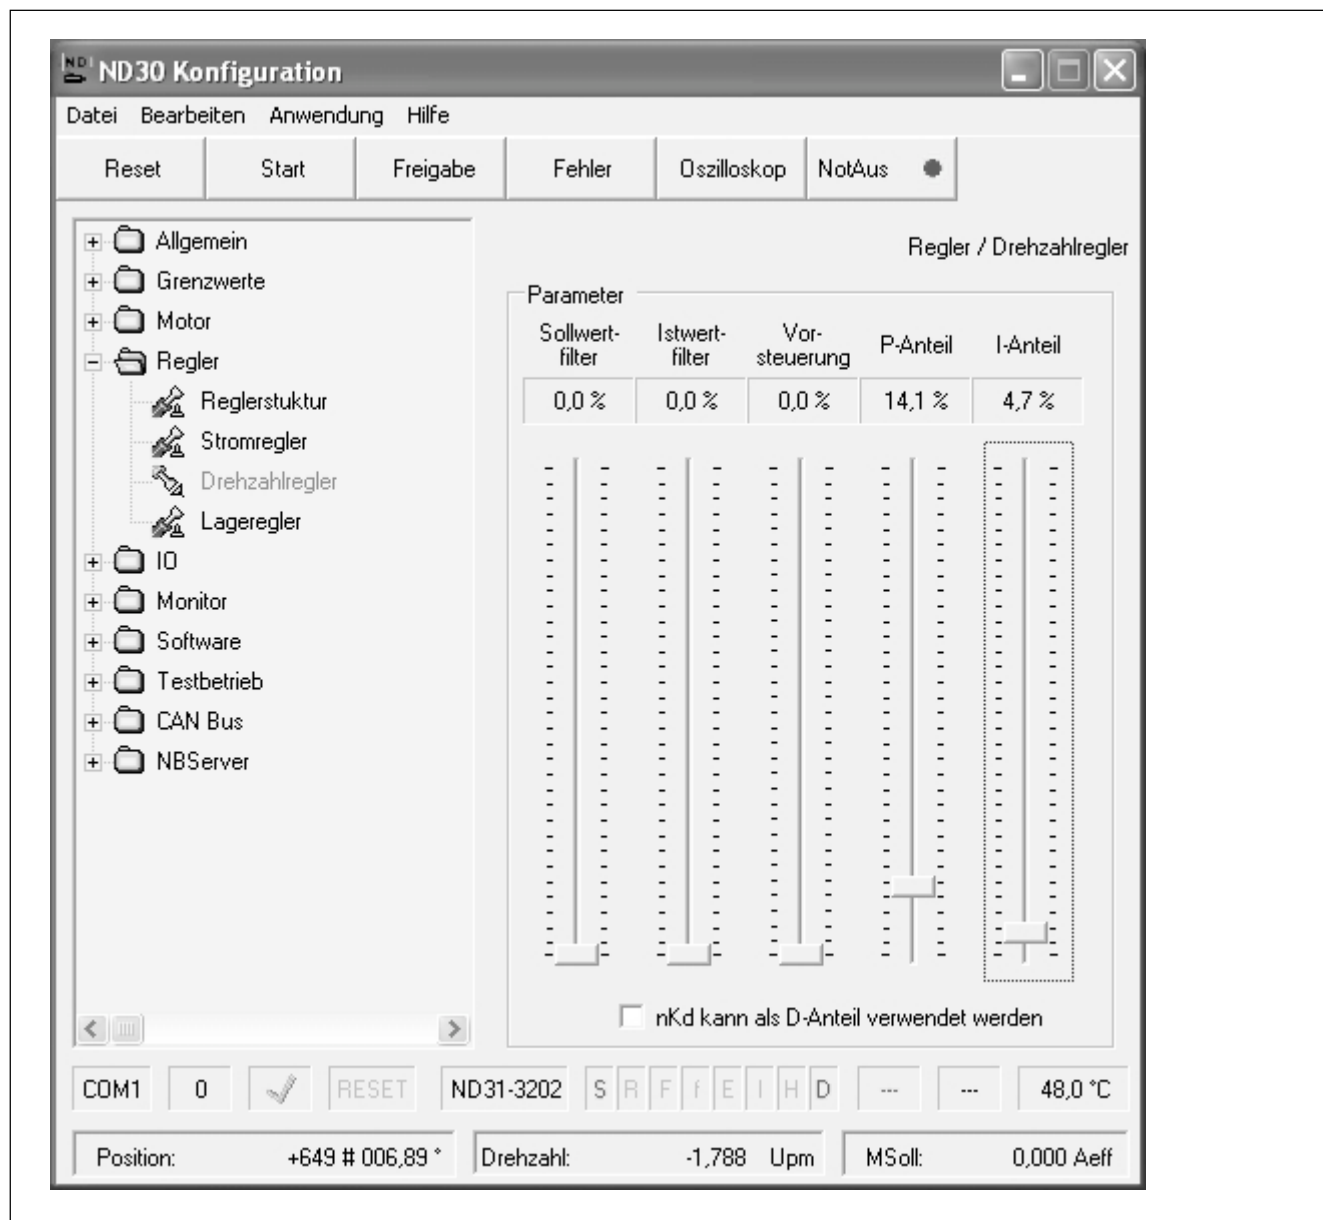 ND30 Konfiguration
Datei Bearbeiten Anwendung Hilfe
Reset Start Freigabe Fehler Oszilloskop NotAus
Allgemein
Grenzwerte
Motor
Regler
Reglerstuktur
Stromregler
Drehzahlregler
Lageregler
IO
Monitor
Software
Testbetrieb
CAN Bus
NBServer
Regler / Drehzahlregler
Parameter
Sollwert-
filter
Istwert-
filter
Vor-
steuerung
P-Anteil
I-Anteil
0,0 % 0,0 % 0,0 % 14,1 % 4,7 %
nKd kann als D-Anteil verwendet werden
COM1 0 RESET ND31-3202 S R F f E I H D --- --- 48,0 °C
Position: +649 # 006,89 ° Drehzahl: -1,788 Upm MSoll: 0,000 Aeff